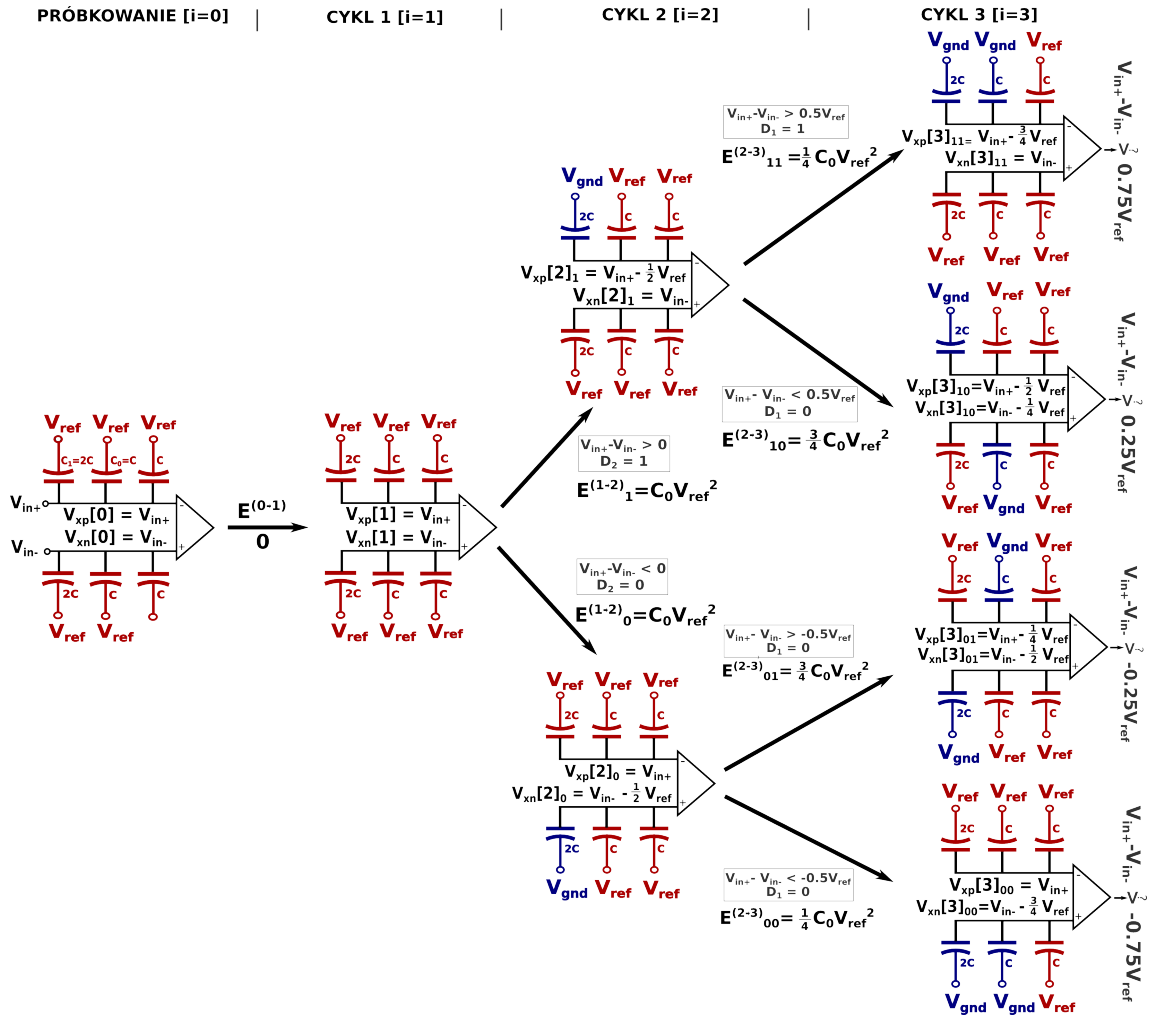 PRÓBKOWANIE [i=0] | CYKL 1 [i=1] | CYKL 2 [i=2] | CYKL 3 [i=3]
Vref Vref Vref
C₁=2C C₀=C C
Vin+
Vxp[0] = Vin+
Vxn[0] = Vin-
Vin-
- +
2C C
Vref Vref
E(0-1)
0
Vref Vref Vref
2C C C
Vxp[1] = Vin+
Vxn[1] = Vin-
- +
2C C C
Vref Vref Vref
Vin+-Vin- > 0
D₂ = 1
E(1-2)₁=C₀Vref²
Vin+-Vin- < 0
D₂ = 0
E(1-2)₀=C₀Vref²
Vgnd Vref Vref
2C C C
Vxp[2]₁ = Vin+- ½ Vref
Vxn[2]₁ = Vin-
- +
2C C C
Vref Vref Vref
Vref Vref Vref
2C C C
Vxp[2]₀ = Vin+
Vxn[2]₀ = Vin- - ½ Vref
- +
2C C C
Vgnd Vref Vref
Vin+-Vin- > 0.5Vref
D₁ = 1
E(2-3)₁₁ =¼ C₀Vref²
Vin+- Vin- < 0.5Vref
D₁ = 0
E(2-3)₁₀ =¾ C₀Vref²
Vin+- Vin- > -0.5Vref
D₁ = 0
E(2-3)₀₁= ¾ C₀Vref²
Vin+- Vin- < -0.5Vref
D₁ = 0
E(2-3)₀₀= ¼ C₀Vref²
Vgnd Vgnd Vref
2C C C
Vxp[3]₁₁= Vin+- ¾ Vref
Vxn[3]₁₁ = Vin-
- +
2C C C
Vref Vref Vref
Vin+-Vin- >? 0.75Vref
Vgnd Vref Vref
2C C C
Vxp[3]₁₀=Vin+- ½ Vref
Vxn[3]₁₀=Vin- - ¼ Vref
- +
2C C C
Vref Vgnd Vref
Vin+-Vin- >? 0.25Vref
Vref Vgnd Vref
2C C C
Vxp[3]₀₁=Vin+- ¼ Vref
Vxn[3]₀₁=Vin- - ½ Vref
- +
2C C C
Vgnd Vref Vref
Vin+-Vin- >? -0.25Vref
Vref Vref Vref
2C C C
Vxp[3]₀₀ = Vin+
Vxn[3]₀₀=Vin- - ¾ Vref
- +
2C C C
Vgnd Vgnd Vref
Vin+-Vin- >? -0.75Vref